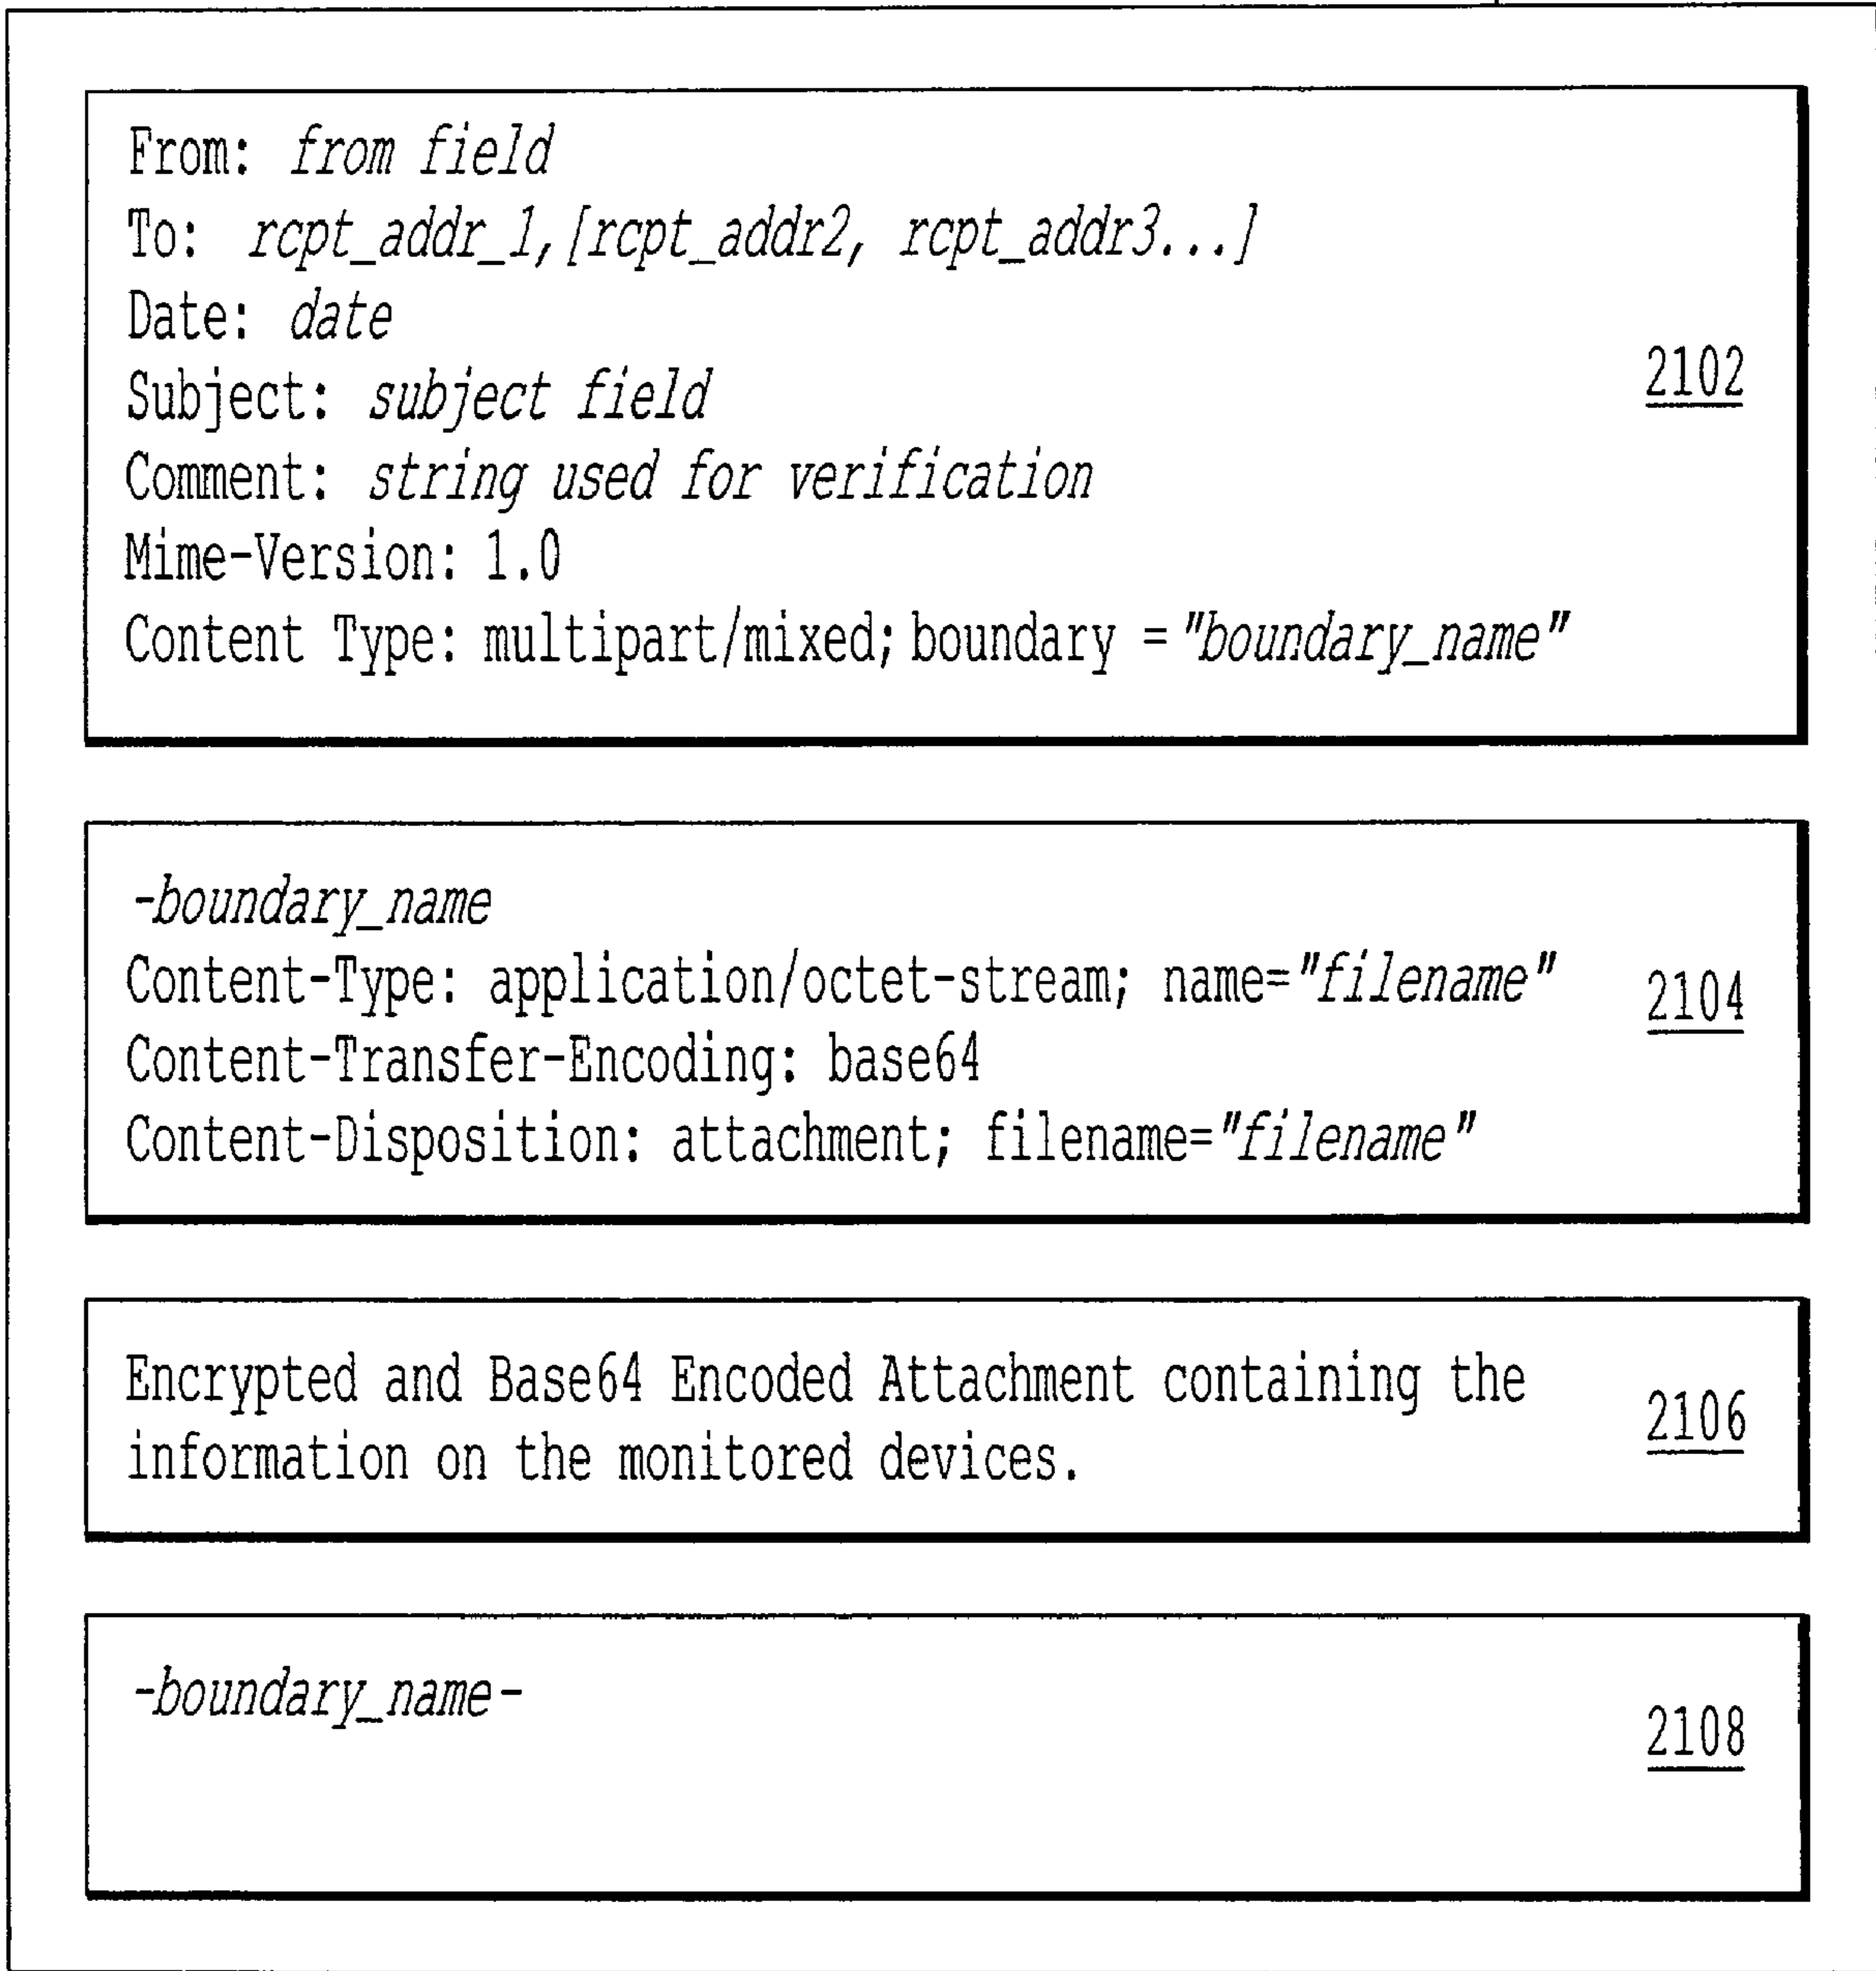 From: from field
To: rcpt_addr_1,[rcpt_addr2, rcpt_addr3...]
Date: date
Subject: subject field
2102
Comment: string used for verification
Mime-Version: 1.0
Content Type: multipart/mixed; boundary ="boundary_name"
-boundary_name
Content-Type: application/octet-stream; name="filename"
2104
Content-Transfer-Encoding: base64
Content-Disposition: attachment; filename="filename"
Encrypted and Base64 Encoded Attachment containing the
2106
information on the monitored devices.
-boundary_name-
2108